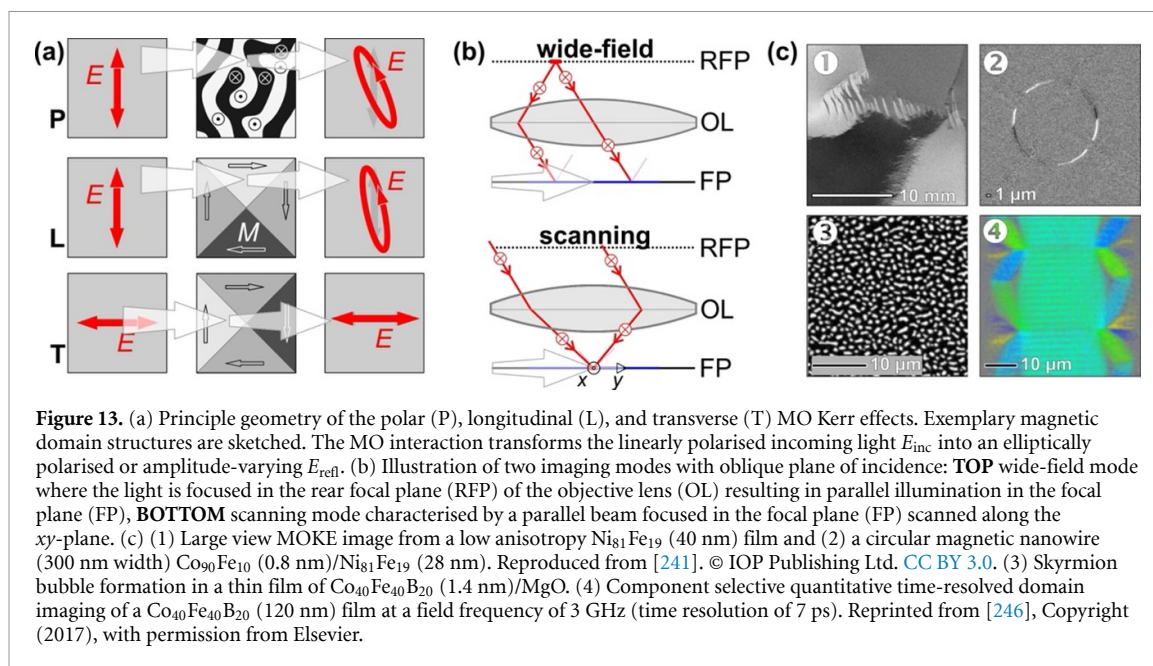 (a)
E
E
P
E
E
L
M
E
E
T
(b)
wide-field
RFP
OL
FP
scanning
RFP
OL
FP
x
y
(c)
1
10 mm
2
1 μm
3
10 μm
4
10 μm
Figure 13. (a) Principle geometry of the polar (P), longitudinal (L), and transverse (T) MO Kerr effects. Exemplary magnetic
domain structures are sketched. The MO interaction transforms the linearly polarised incoming light Einc into an elliptically
polarised or amplitude-varying Erefl. (b) Illustration of two imaging modes with oblique plane of incidence: TOP wide-field mode
where the light is focused in the rear focal plane (RFP) of the objective lens (OL) resulting in parallel illumination in the focal
plane (FP), BOTTOM scanning mode characterised by a parallel beam focused in the focal plane (FP) scanned along the
xy-plane. (c) (1) Large view MOKE image from a low anisotropy Ni81Fe19 (40 nm) film and (2) a circular magnetic nanowire
(300 nm width) Co90Fe10 (0.8 nm)/Ni81Fe19 (28 nm). Reproduced from [241]. © IOP Publishing Ltd. CC BY 3.0. (3) Skyrmion
bubble formation in a thin film of Co40Fe40B20 (1.4 nm)/MgO. (4) Component selective quantitative time-resolved domain
imaging of a Co40Fe40B20 (120 nm) film at a field frequency of 3 GHz (time resolution of 7 ps). Reprinted from [246], Copyright
(2017), with permission from Elsevier.